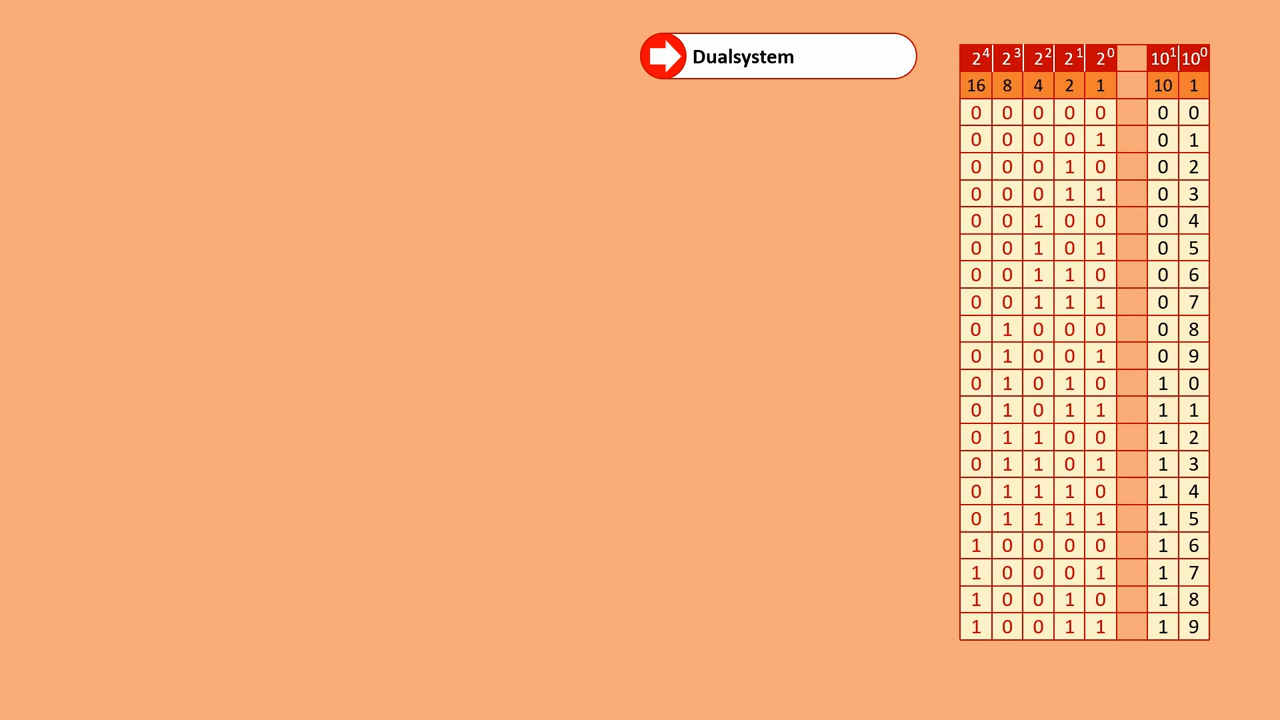 Dualsystem
2⁴ 2³ 2² 2¹ 2⁰ 10¹ 10⁰
16 8 4 2 1 10 1
0 0 0 0 0 0 0
0 0 0 0 1 0 1
0 0 0 1 0 0 2
0 0 0 1 1 0 3
0 0 1 0 0 0 4
0 0 1 0 1 0 5
0 0 1 1 0 0 6
0 0 1 1 1 0 7
0 1 0 0 0 0 8
0 1 0 0 1 0 9
0 1 0 1 0 1 0
0 1 0 1 1 1 1
0 1 1 0 0 1 2
0 1 1 0 1 1 3
0 1 1 1 0 1 4
0 1 1 1 1 1 5
1 0 0 0 0 1 6
1 0 0 0 1 1 7
1 0 0 1 0 1 8
1 0 0 1 1 1 9